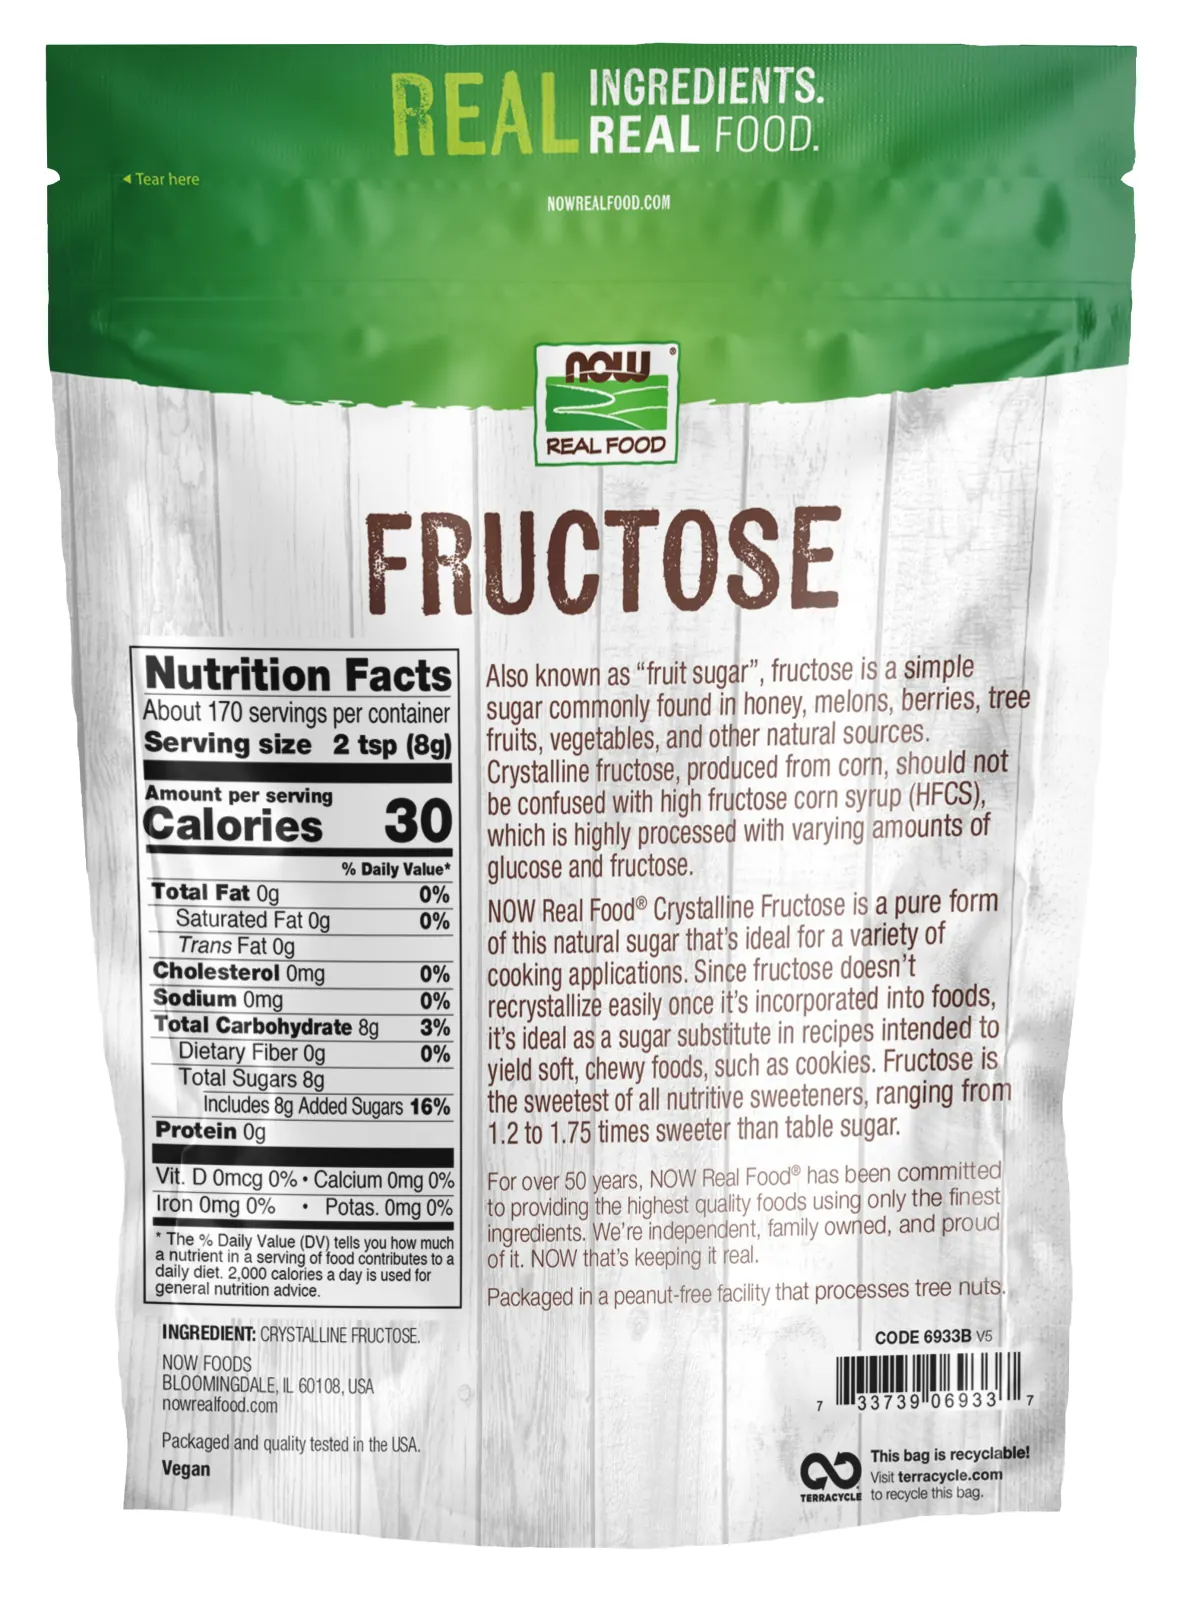 REAL INGREDIENTS.
REAL FOOD.
◄ Tear here
NOWREALFOOD.COM
NOW®
REAL FOOD
FRUCTOSE
Nutrition Facts
About 170 servings per container
Serving size 2 tsp (8g)
Amount per serving
Calories 30
% Daily Value*
Total Fat 0g 0%
Saturated Fat 0g 0%
Trans Fat 0g
Cholesterol 0mg 0%
Sodium 0mg 0%
Total Carbohydrate 8g 3%
Dietary Fiber 0g 0%
Total Sugars 8g
Includes 8g Added Sugars 16%
Protein 0g
Vit. D 0mcg 0% • Calcium 0mg 0%
Iron 0mg 0% • Potas. 0mg 0%
* The % Daily Value (DV) tells you how much
a nutrient in a serving of food contributes to a
daily diet. 2,000 calories a day is used for
general nutrition advice.
INGREDIENT: CRYSTALLINE FRUCTOSE.
NOW FOODS
BLOOMINGDALE, IL 60108, USA
nowrealfood.com
Packaged and quality tested in the USA.
Vegan
Also known as “fruit sugar”, fructose is a simple
sugar commonly found in honey, melons, berries, tree
fruits, vegetables, and other natural sources.
Crystalline fructose, produced from corn, should not
be confused with high fructose corn syrup (HFCS),
which is highly processed with varying amounts of
glucose and fructose.
NOW Real Food® Crystalline Fructose is a pure form
of this natural sugar that’s ideal for a variety of
cooking applications. Since fructose doesn’t
recrystallize easily once it’s incorporated into foods,
it’s ideal as a sugar substitute in recipes intended to
yield soft, chewy foods, such as cookies. Fructose is
the sweetest of all nutritive sweeteners, ranging from
1.2 to 1.75 times sweeter than table sugar.
For over 50 years, NOW Real Food® has been committed
to providing the highest quality foods using only the finest
ingredients. We’re independent, family owned, and proud
of it. NOW that’s keeping it real.
Packaged in a peanut-free facility that processes tree nuts.
CODE 6933B V5
7 33739 06933 7
TERRACYCLE
This bag is recyclable!
Visit terracycle.com
to recycle this bag.